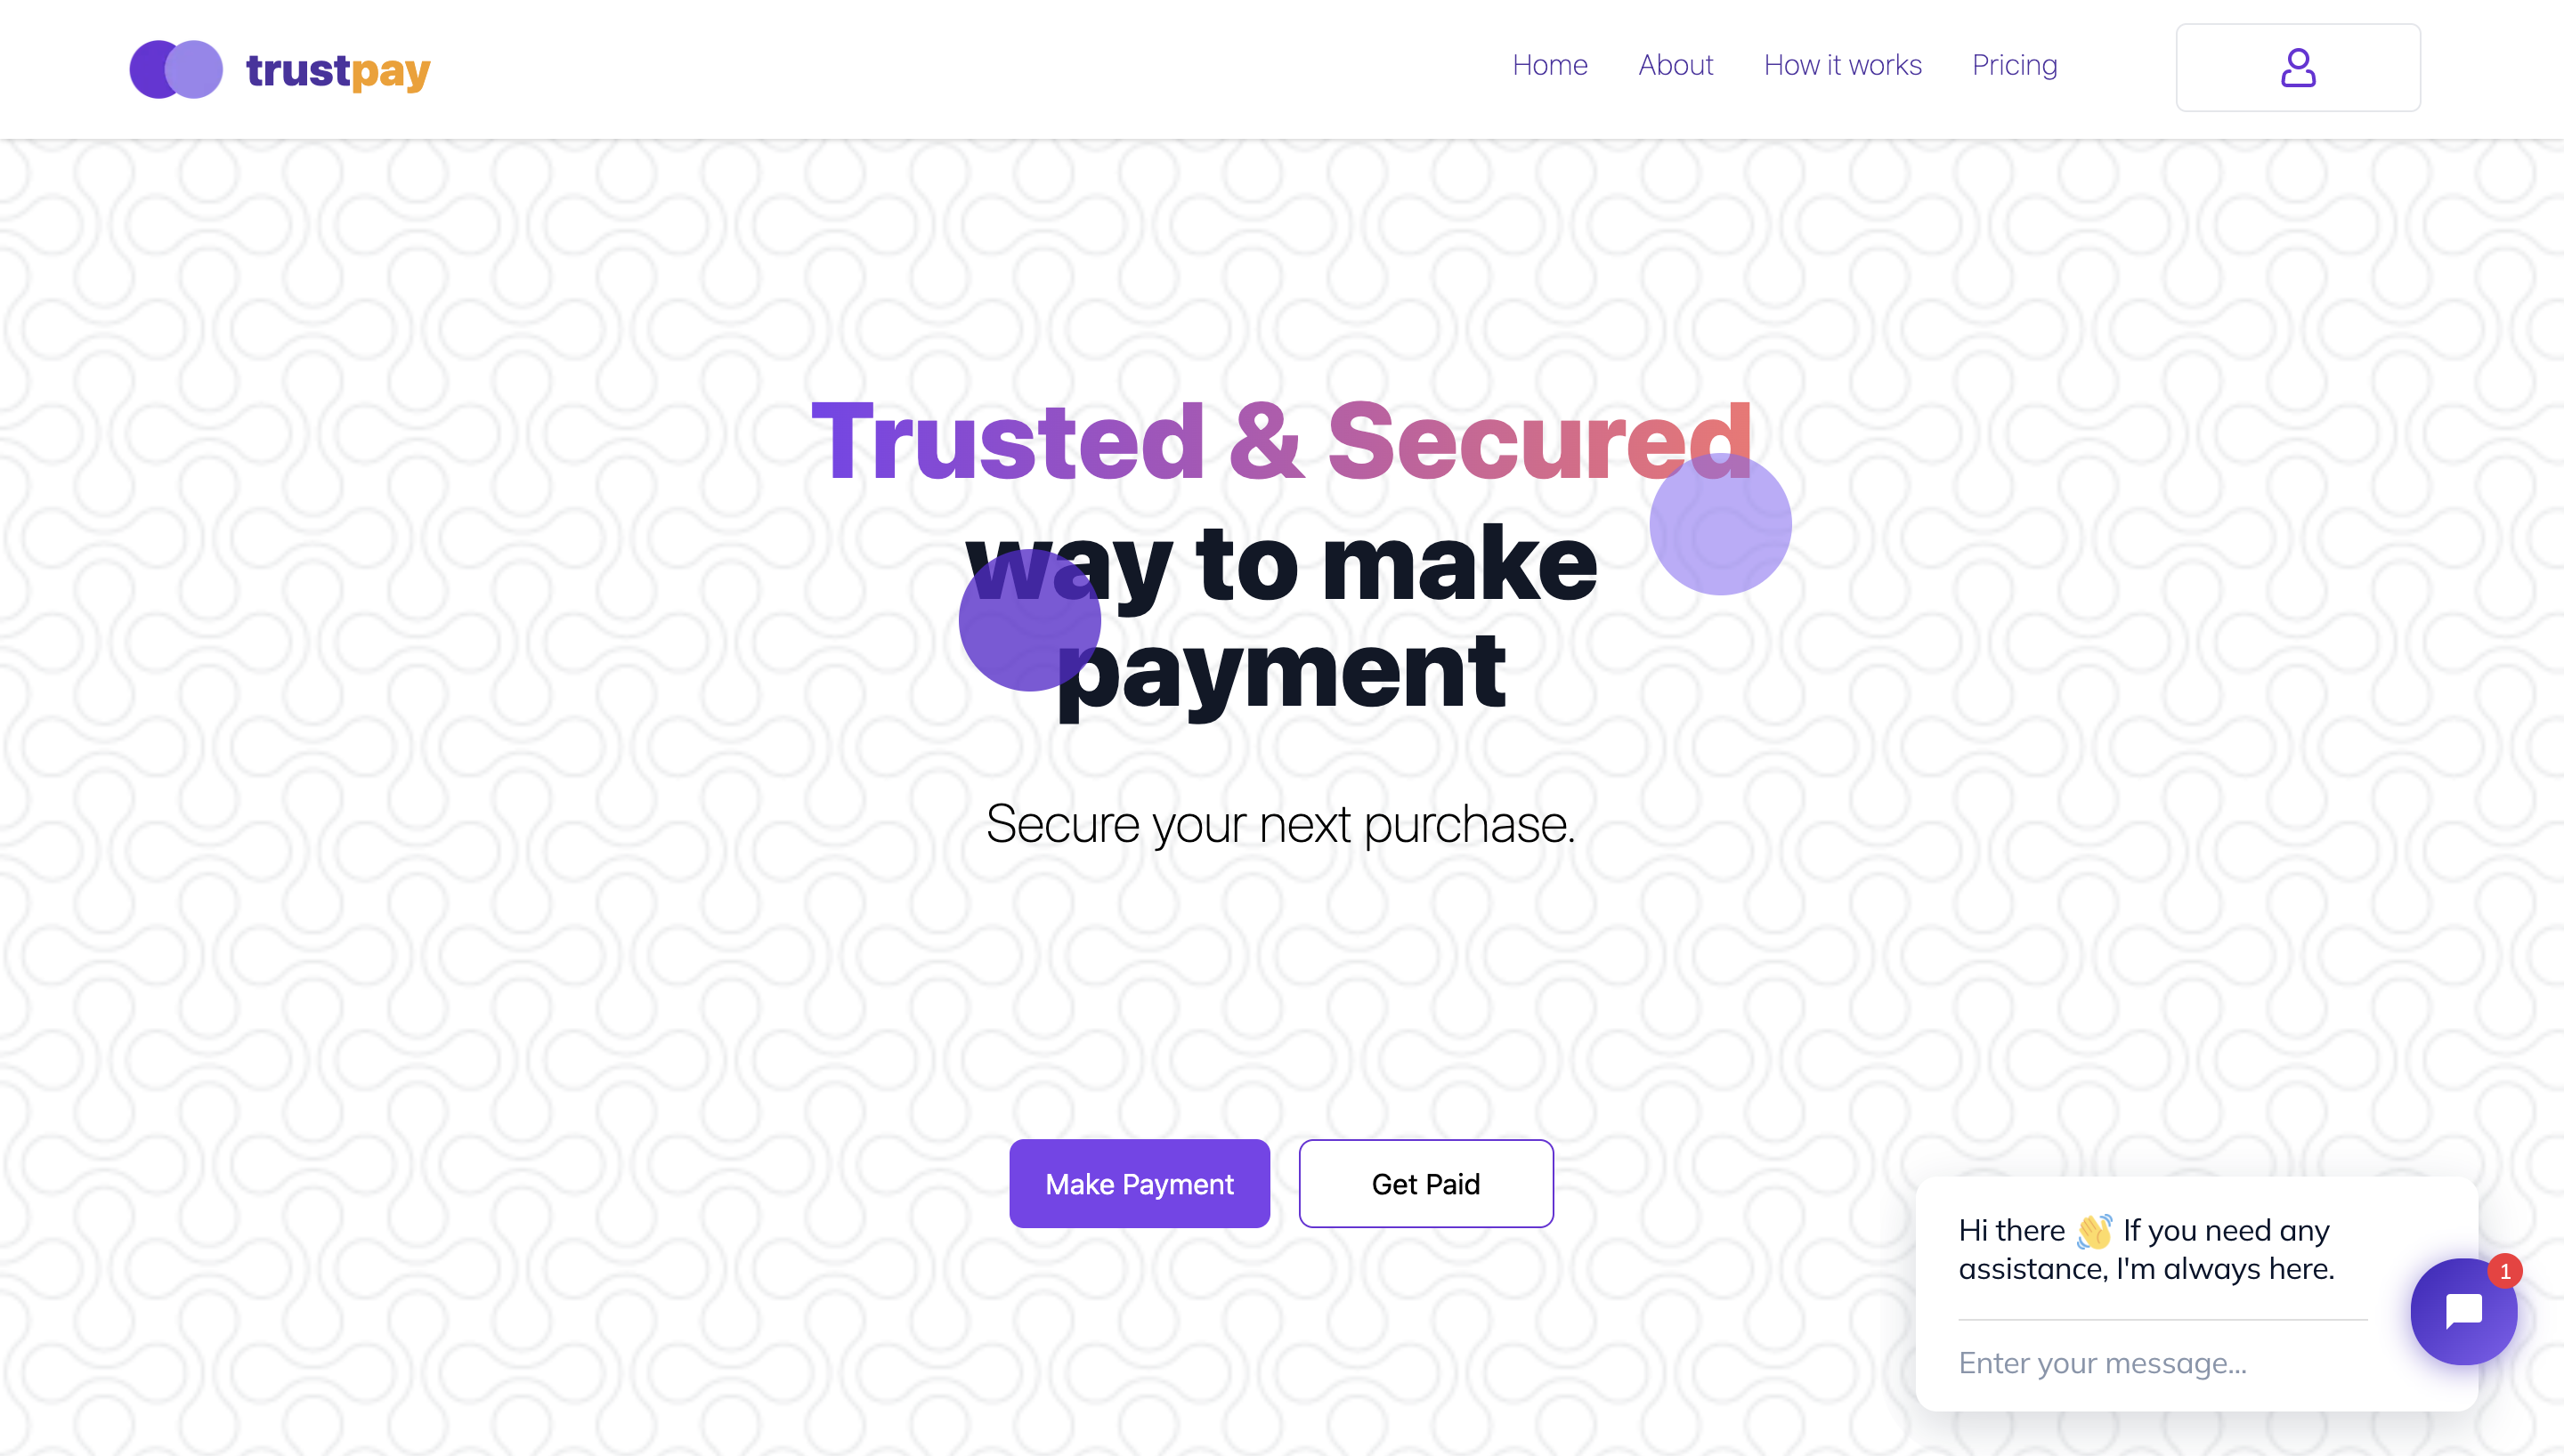 trustpay
Home About How it works Pricing
Trusted & Secured
way to make
payment
Secure your next purchase.
Make Payment Get Paid
Hi there 👋 If you need any
assistance, I'm always here.
1
Enter your message...